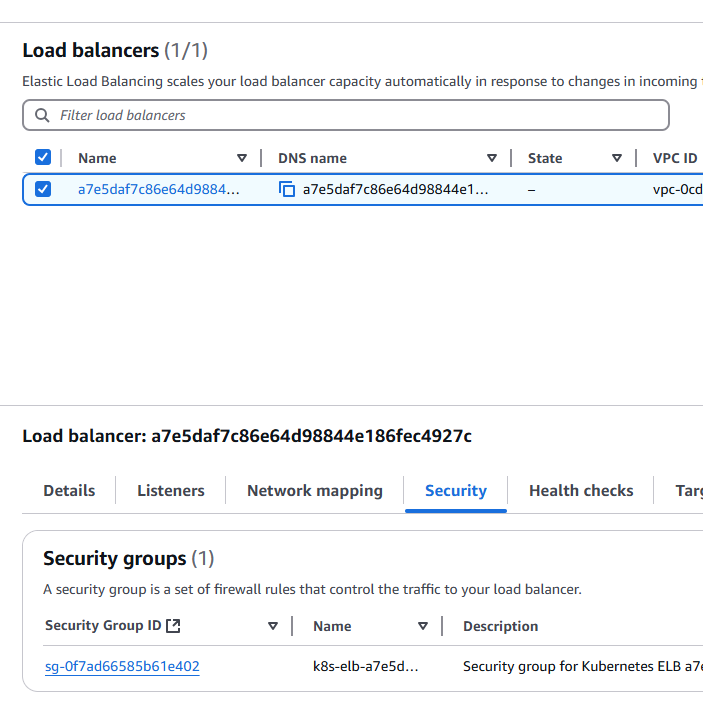 Load balancers (1/1)
Elastic Load Balancing scales your load balancer capacity automatically in response to changes in incoming
Filter load balancers
Name DNS name State VPC ID
a7e5daf7c86e64d9884... a7e5daf7c86e64d98844e1... – vpc-0cd
Load balancer: a7e5daf7c86e64d98844e186fec4927c
Details Listeners Network mapping Security Health checks Targ
Security groups (1)
A security group is a set of firewall rules that control the traffic to your load balancer.
Security Group ID Name Description
sg-0f7ad66585b61e402 k8s-elb-a7e5d... Security group for Kubernetes ELB a7e